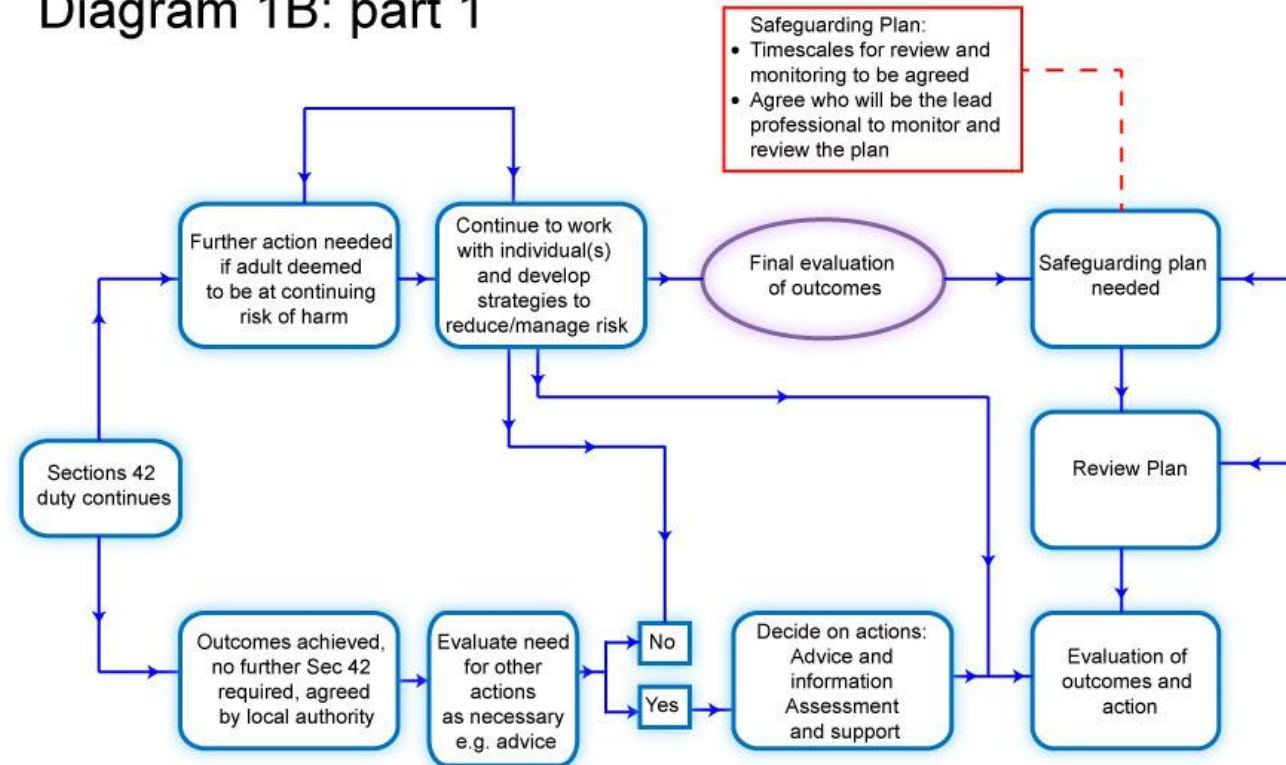 Diagram 1B: part 1
Safeguarding Plan:
• Timescales for review and
monitoring to be agreed
• Agree who will be the lead
professional to monitor and
review the plan
Further action needed
if adult deemed
to be at continuing
risk of harm
Continue to work
with individual(s)
and develop
strategies to
reduce/manage risk
Final evaluation
of outcomes
Safeguarding plan
needed
Sections 42
duty continues
Review Plan
Outcomes achieved,
no further Sec 42
required, agreed
by local authority
Evaluate need
for other
actions
as necessary
e.g. advice
No
Yes
Decide on actions:
Advice and
information
Assessment
and support
Evaluation of
outcomes and
action